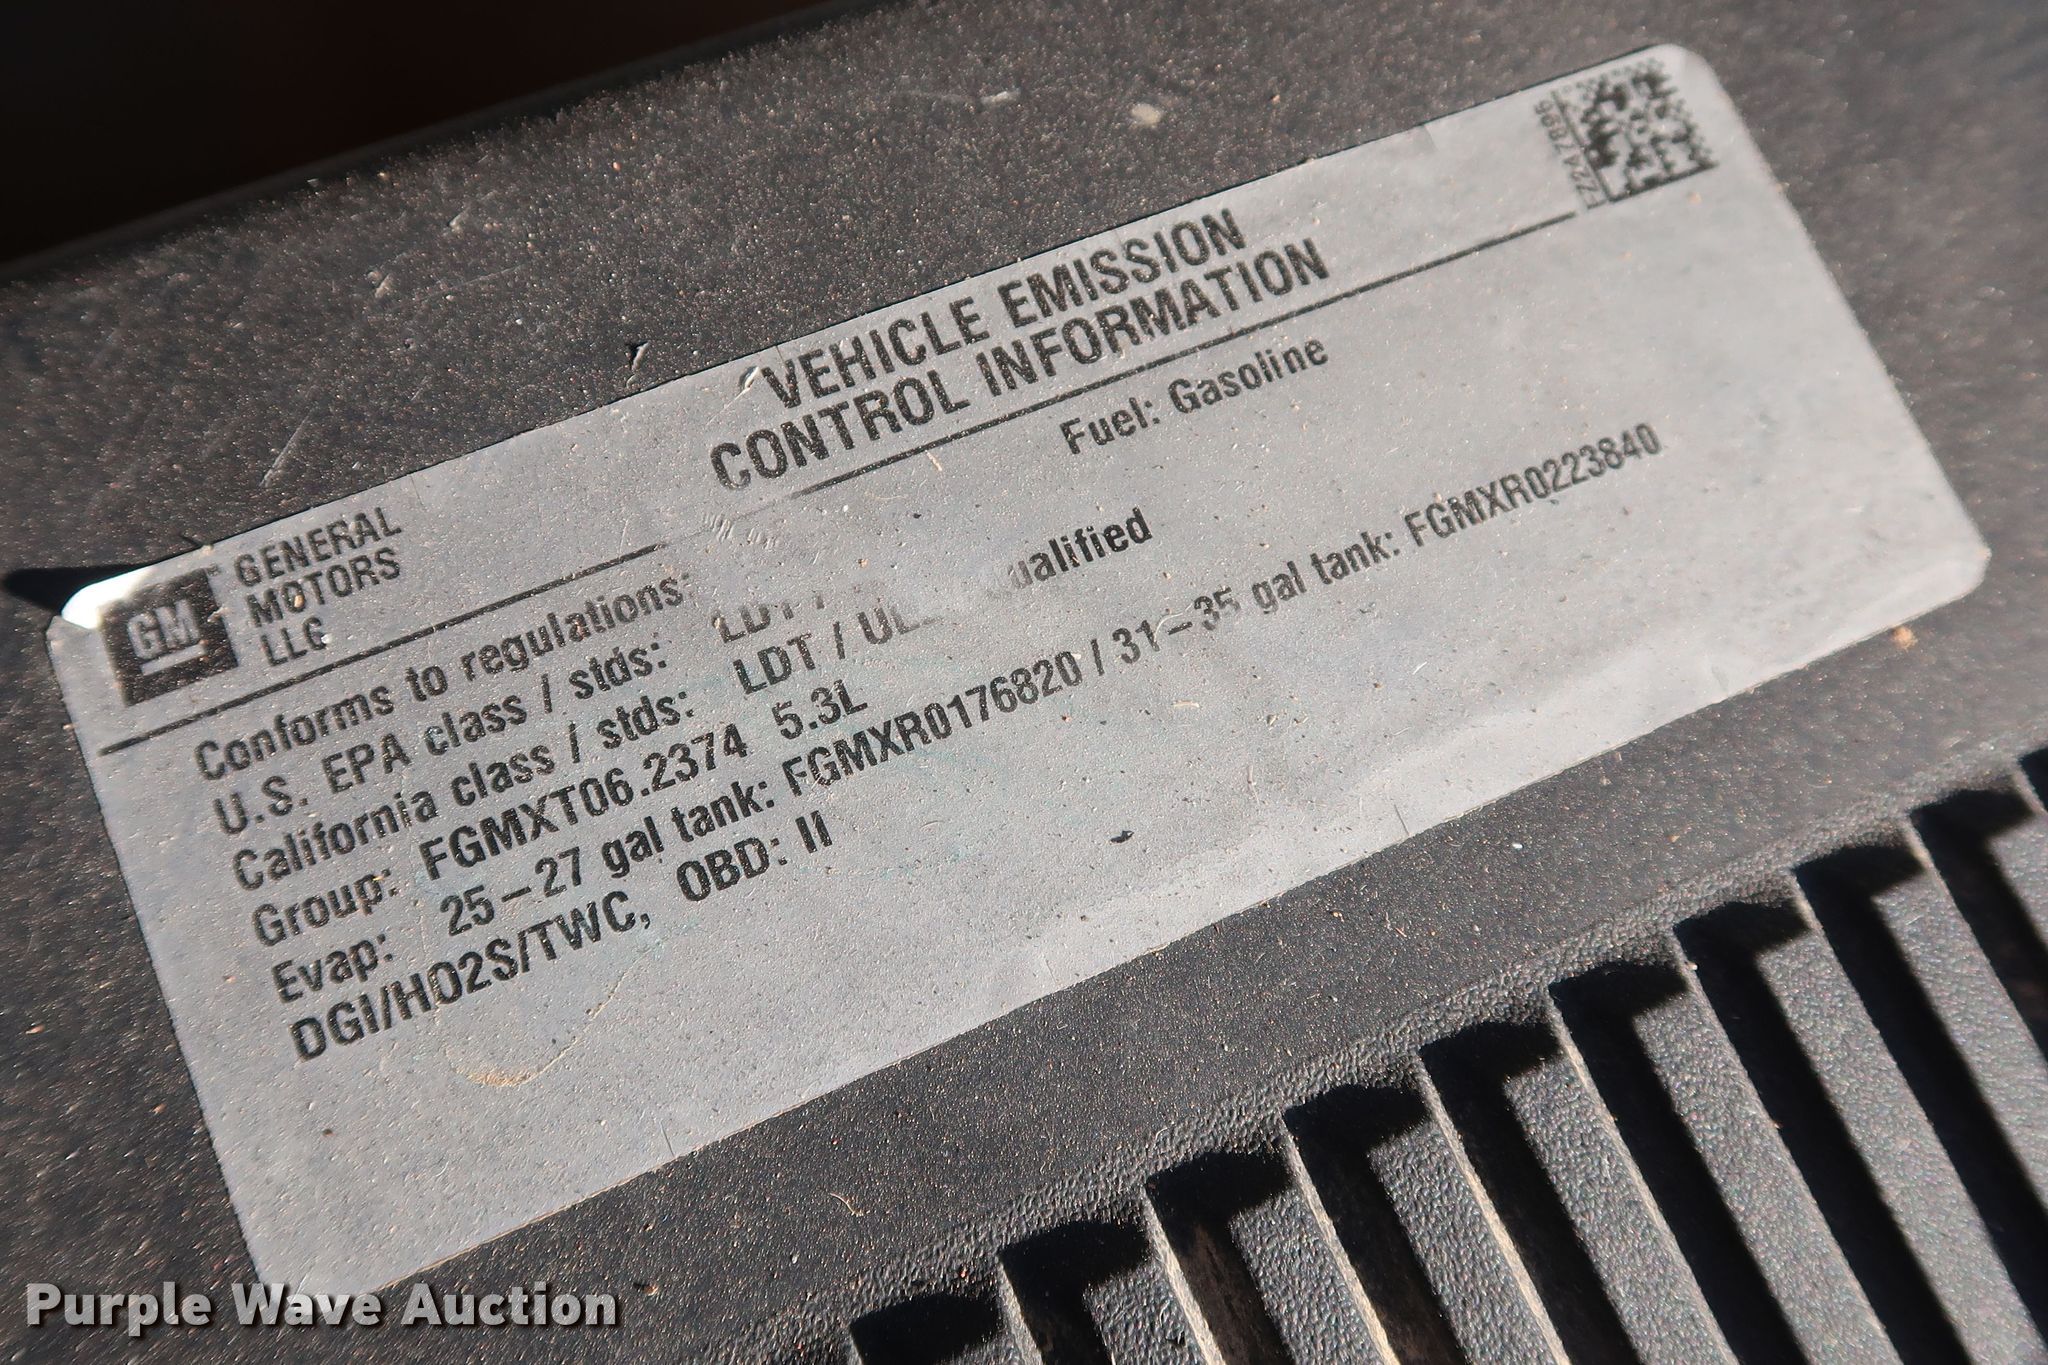 EZ247896
GM
GENERAL
MOTORS
LLC
VEHICLE EMISSION
CONTROL INFORMATION
Conforms to regulations: Fuel: Gasoline
U.S. EPA class / stds: LDT /
California class / stds: LDT /
Group: FGMXT06.2374 5.3L
Evap: 25-27 gal tank: FGMXR0176820 / 31-35 gal tank: FGMXR0223840
DGI/HO2S/TWC, OBD: II
Purple Wave Auction